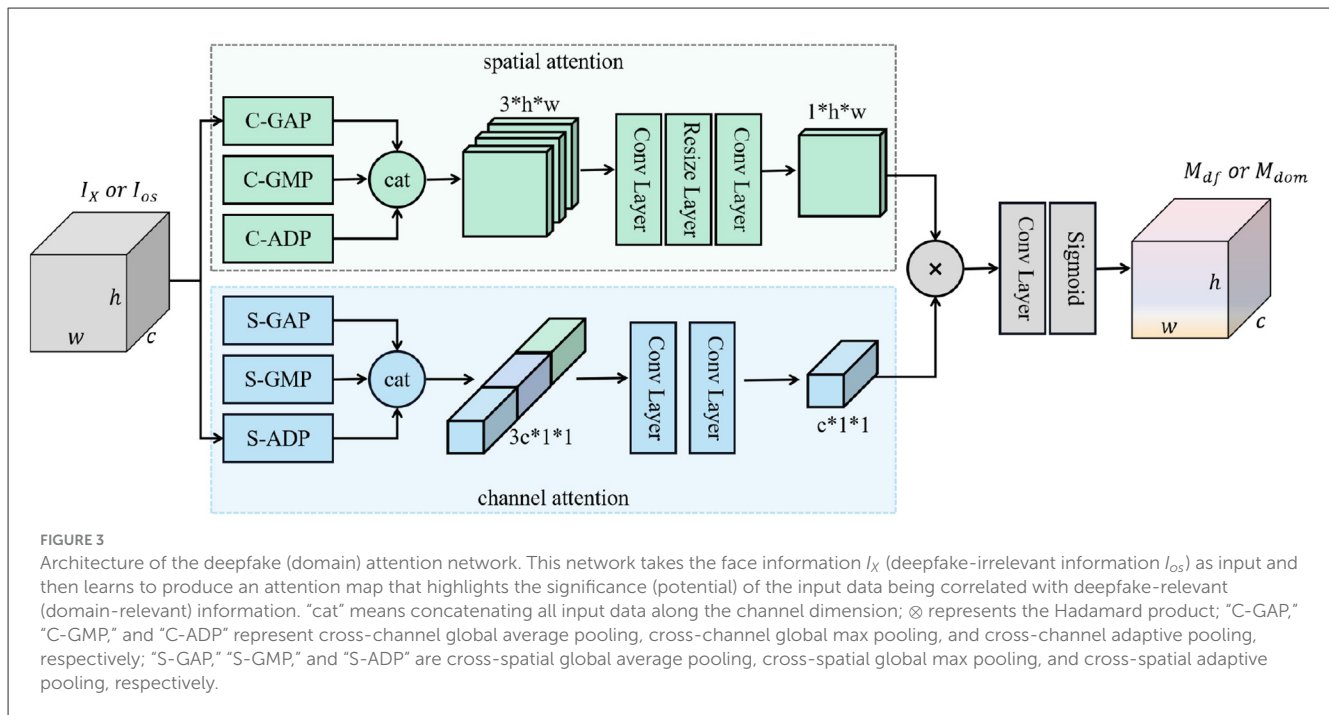 spatial attention
C-GAP
C-GMP
C-ADP
cat
3*h*w
Conv Layer
Resize Layer
Conv Layer
1*h*w
I_X or I_os
h
w
c
S-GAP
S-GMP
S-ADP
cat
3c*1*1
Conv Layer
Conv Layer
c*1*1
channel attention
×
Conv Layer
Sigmoid
M_df or M_dom
h
w
c
FIGURE 3
Architecture of the deepfake (domain) attention network. This network takes the face information I_X (deepfake-irrelevant information I_os) as input and
then learns to produce an attention map that highlights the significance (potential) of the input data being correlated with deepfake-relevant
(domain-relevant) information. “cat” means concatenating all input data along the channel dimension; ⊗ represents the Hadamard product; “C-GAP,”
“C-GMP,” and “C-ADP” represent cross-channel global average pooling, cross-channel global max pooling, and cross-channel adaptive pooling,
respectively; “S-GAP,” “S-GMP,” and “S-ADP” are cross-spatial global average pooling, cross-spatial global max pooling, and cross-spatial adaptive
pooling, respectively.